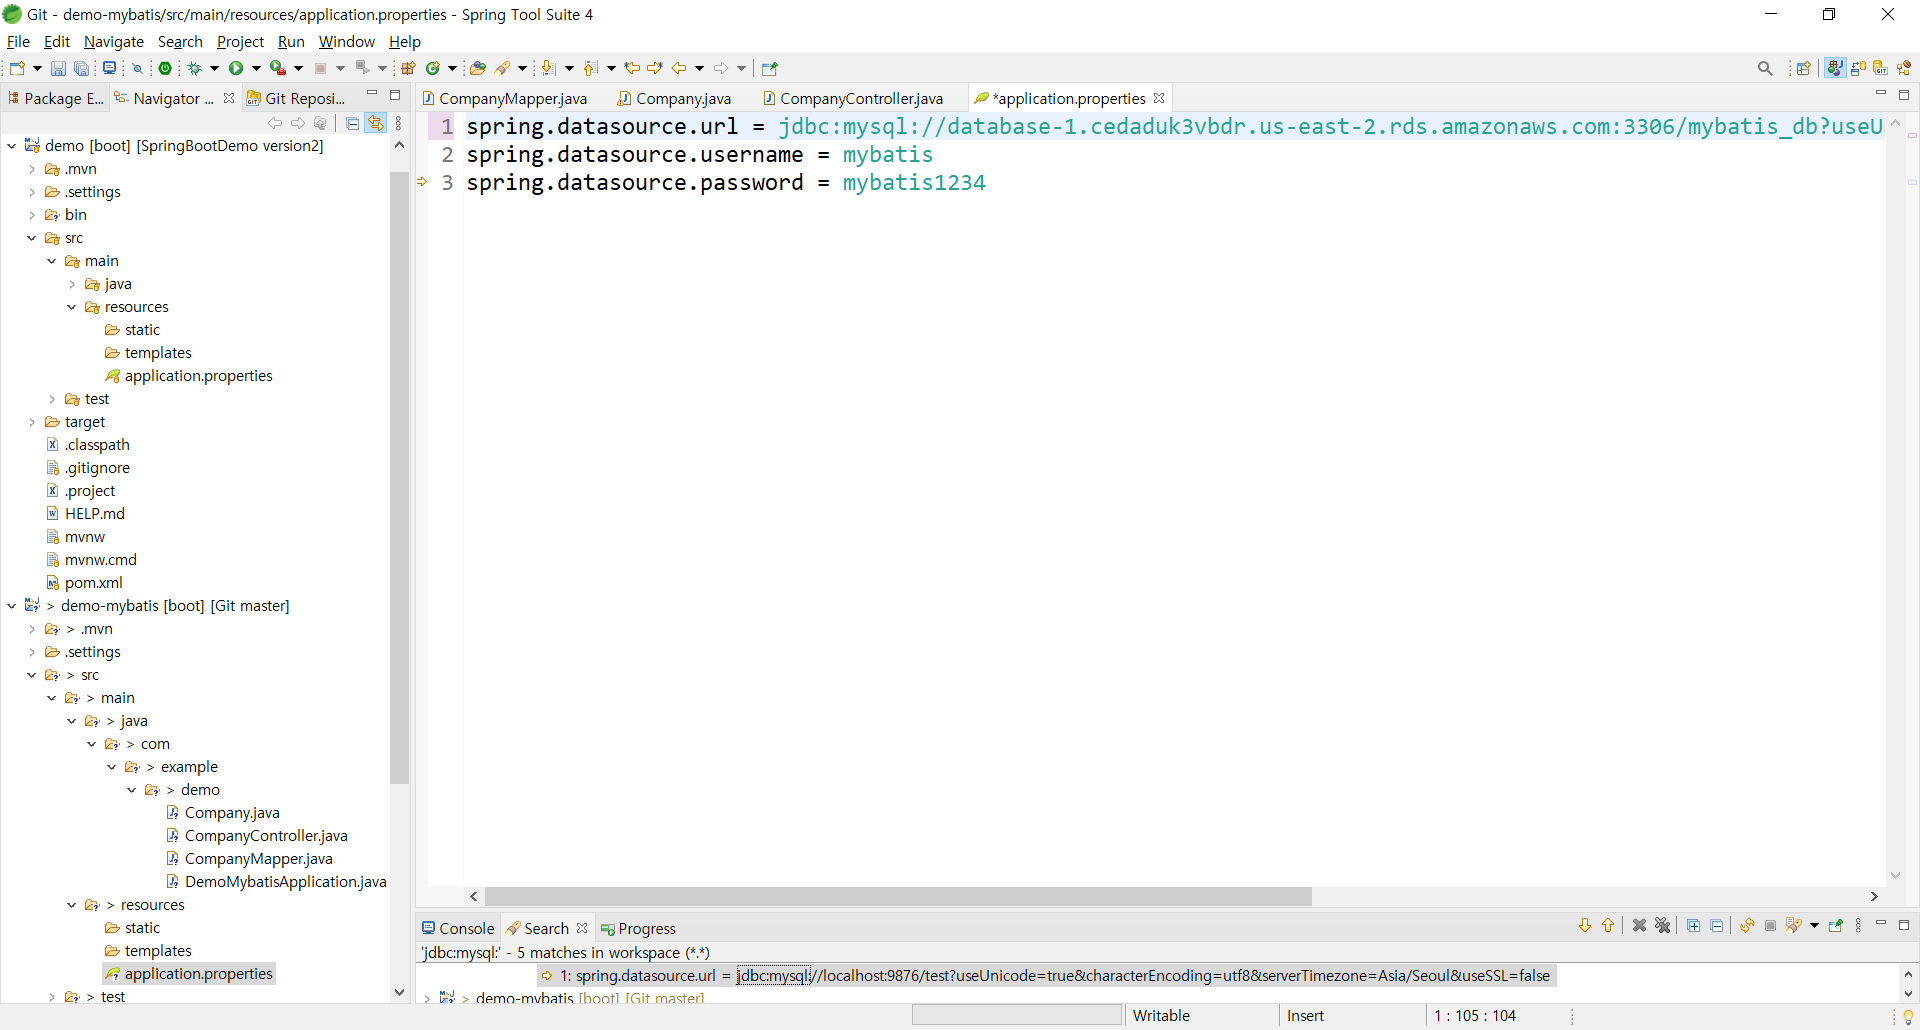 Git - demo-mybatis/src/main/resources/application.properties - Spring Tool Suite 4
File Edit Navigate Search Project Run Window Help
Package E... Navigator ... Git Reposi...
CompanyMapper.java Company.java CompanyController.java *application.properties
demo [boot] [SpringBootDemo version2]
.mvn
.settings
bin
src
main
java
resources
static
templates
application.properties
test
target
.classpath
.gitignore
.project
HELP.md
mvnw
mvnw.cmd
pom.xml
> demo-mybatis [boot] [Git master]
> .mvn
.settings
> src
> main
> java
> com
> example
> demo
Company.java
CompanyController.java
CompanyMapper.java
DemoMybatisApplication.java
> resources
static
templates
application.properties
> test
1 spring.datasource.url = jdbc:mysql://database-1.cedaduk3vbdr.us-east-2.rds.amazonaws.com:3306/mybatis_db?useU
2 spring.datasource.username = mybatis
3 spring.datasource.password = mybatis1234
Console Search Progress
'jdbc:mysql:' - 5 matches in workspace (*.*)
1: spring.datasource.url = jdbc:mysql://localhost:9876/test?useUnicode=true&characterEncoding=utf8&serverTimezone=Asia/Seoul&useSSL=false
> demo-mybatis [boot] [Git master]
Writable Insert 1 : 105 : 104